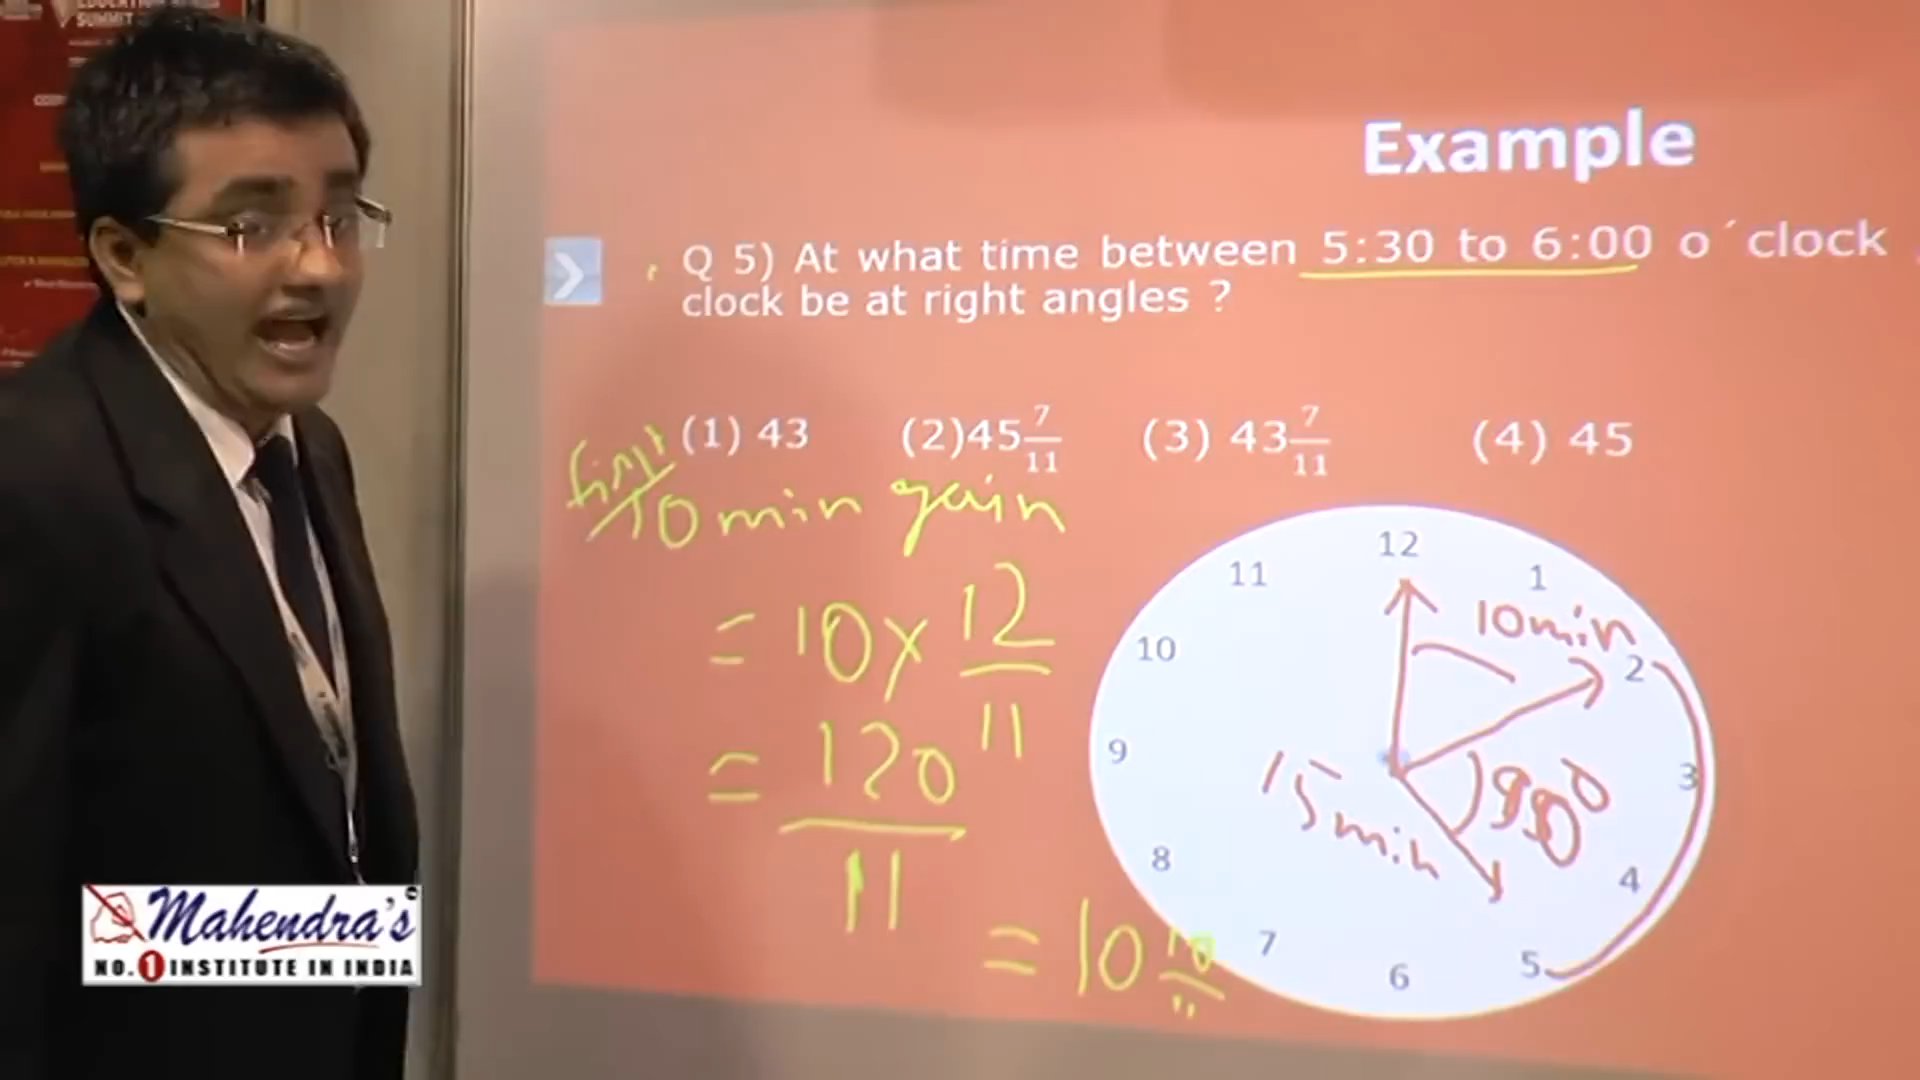 SUMMIT
Example
Q 5) At what time between 5:30 to 6:00 o´clock
clock be at right angles ?
(1) 43 (2)45 7/11 (3) 43 7/11 (4) 45
first
10 min gain
= 10 x 12/11
= 120/11
= 10 10/11
12
11
1
10 min
10
2
9
3
15 min
90°
8
4
7
5
6
Mahendra's
NO.1 INSTITUTE IN INDIA